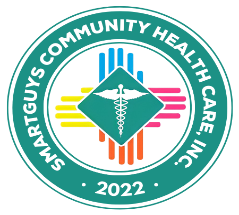 SMARTGUYS COMMUNITY HEALTH CARE INC.
· 2022 ·